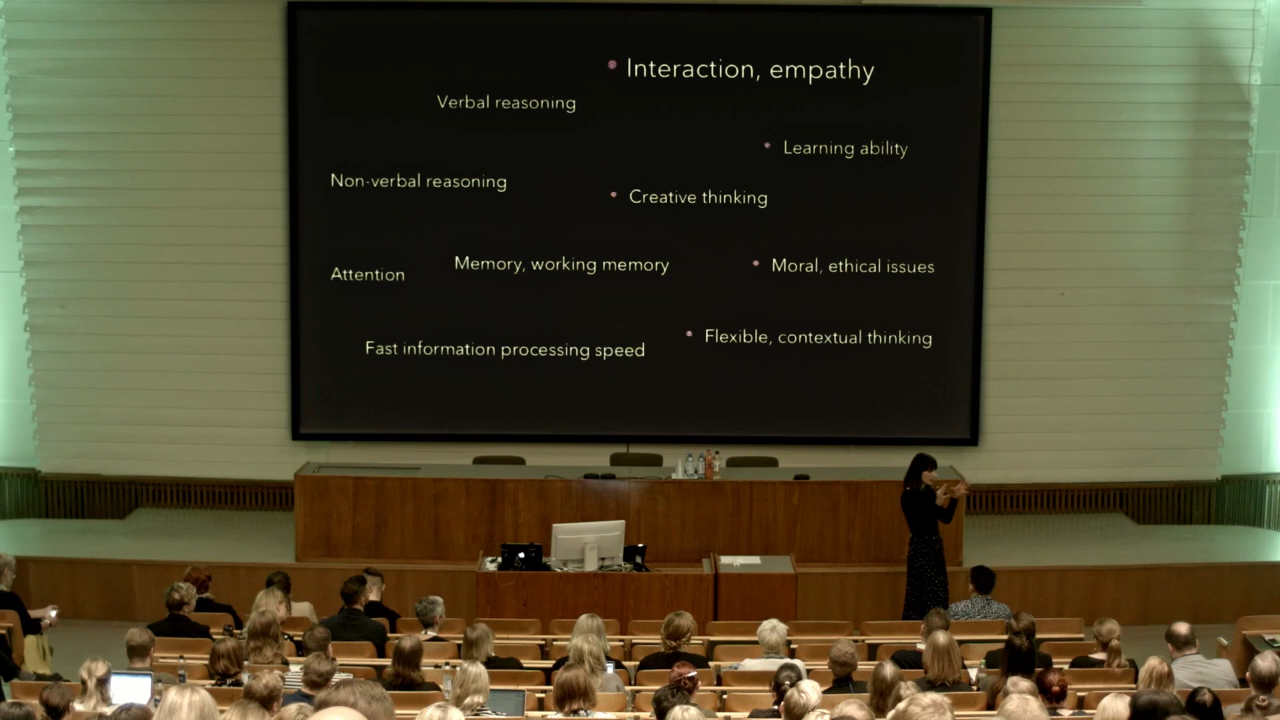 Interaction, empathy
Verbal reasoning
Learning ability
Non-verbal reasoning
Creative thinking
Memory, working memory
Moral, ethical issues
Attention
Flexible, contextual thinking
Fast information processing speed